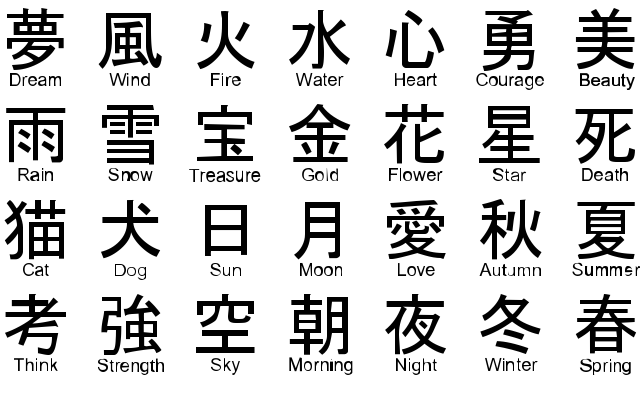 夢 風 火 水 心 勇 美
Dream Wind Fire Water Heart Courage Beauty
雨 雪 宝 金 花 星 死
Rain Snow Treasure Gold Flower Star Death
猫 犬 日 月 愛 秋 夏
Cat Dog Sun Moon Love Autumn Summer
考 強 空 朝 夜 冬 春
Think Strength Sky Morning Night Winter Spring